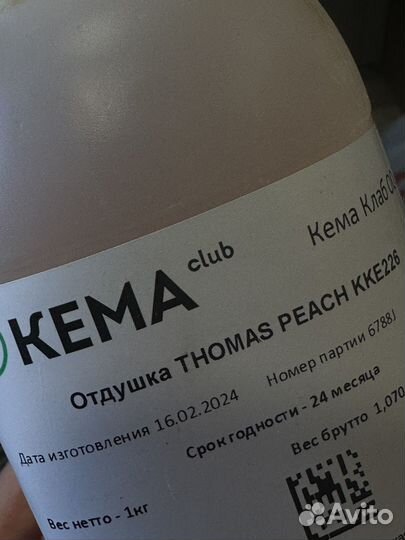 KEMA club
Кема Клаб
Отдушка THOMAS PEACH KKE226
Дата изготовления 16.02.2024 Номер партии 6788J
Срок годности - 24 месяца
Вес нетто - 1кг Вес брутто 1,070
Avito